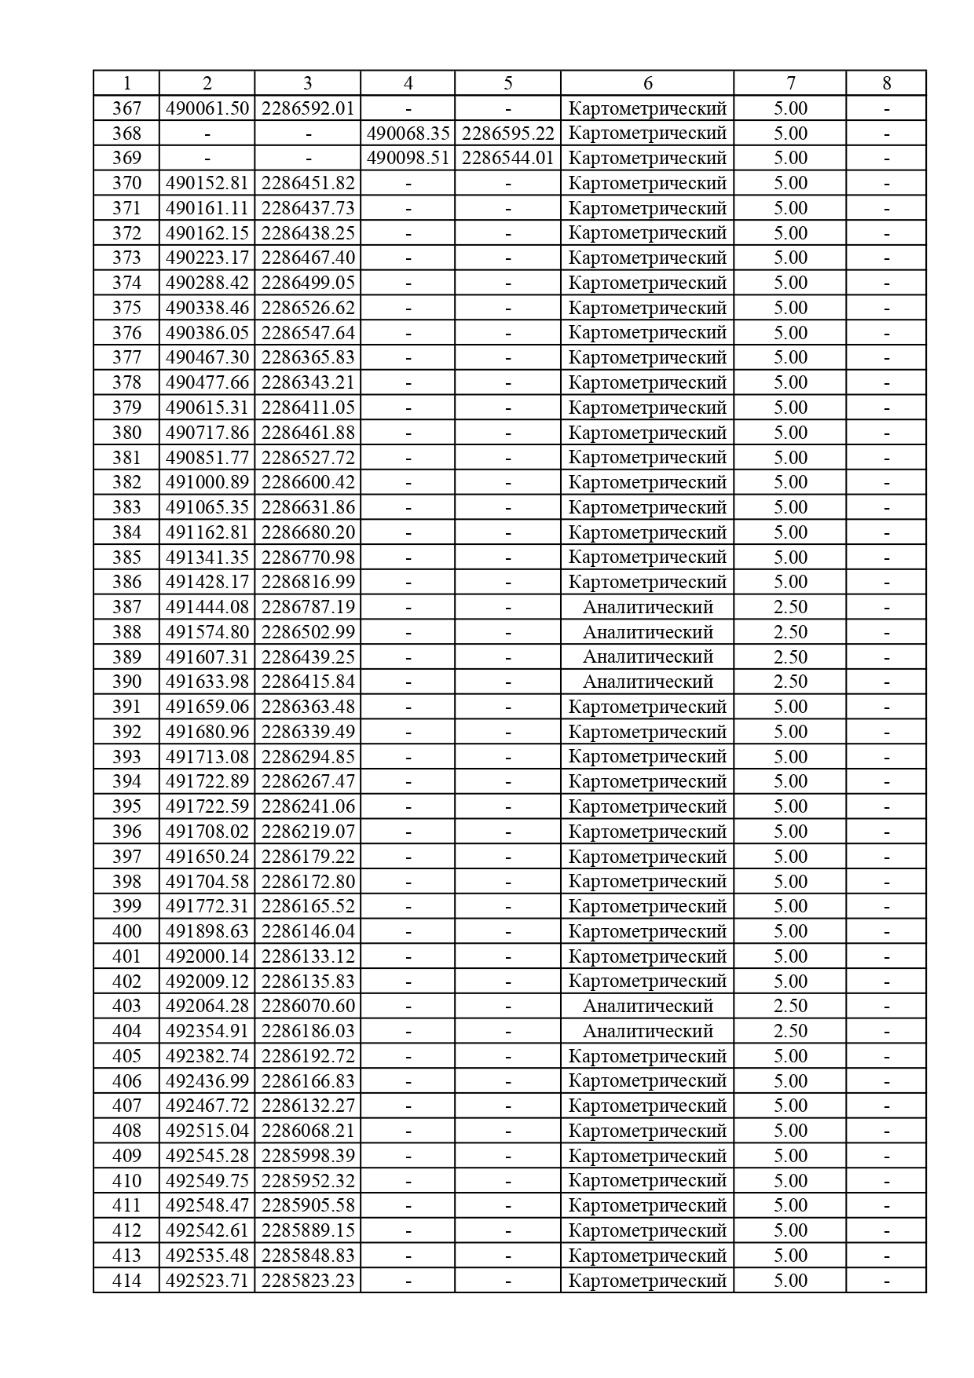 1 2 3 4 5 6 7 8
367 490061.50 2286592.01 - - Картометрический 5.00 -
368 - - 490068.35 2286595.22 Картометрический 5.00 -
369 - - 490098.51 2286544.01 Картометрический 5.00 -
370 490152.81 2286451.82 - - Картометрический 5.00 -
371 490161.11 2286437.73 - - Картометрический 5.00 -
372 490162.15 2286438.25 - - Картометрический 5.00 -
373 490223.17 2286467.40 - - Картометрический 5.00 -
374 490288.42 2286499.05 - - Картометрический 5.00 -
375 490338.46 2286526.62 - - Картометрический 5.00 -
376 490386.05 2286547.64 - - Картометрический 5.00 -
377 490467.30 2286365.83 - - Картометрический 5.00 -
378 490477.66 2286343.21 - - Картометрический 5.00 -
379 490615.31 2286411.05 - - Картометрический 5.00 -
380 490717.86 2286461.88 - - Картометрический 5.00 -
381 490851.77 2286527.72 - - Картометрический 5.00 -
382 491000.89 2286600.42 - - Картометрический 5.00 -
383 491065.35 2286631.86 - - Картометрический 5.00 -
384 491162.81 2286680.20 - - Картометрический 5.00 -
385 491341.35 2286770.98 - - Картометрический 5.00 -
386 491428.17 2286816.99 - - Картометрический 5.00 -
387 491444.08 2286787.19 - - Аналитический 2.50 -
388 491574.80 2286502.99 - - Аналитический 2.50 -
389 491607.31 2286439.25 - - Аналитический 2.50 -
390 491633.98 2286415.84 - - Аналитический 2.50 -
391 491659.06 2286363.48 - - Картометрический 5.00 -
392 491680.96 2286339.49 - - Картометрический 5.00 -
393 491713.08 2286294.85 - - Картометрический 5.00 -
394 491722.89 2286267.47 - - Картометрический 5.00 -
395 491722.59 2286241.06 - - Картометрический 5.00 -
396 491708.02 2286219.07 - - Картометрический 5.00 -
397 491650.24 2286179.22 - - Картометрический 5.00 -
398 491704.58 2286172.80 - - Картометрический 5.00 -
399 491772.31 2286165.52 - - Картометрический 5.00 -
400 491898.63 2286146.04 - - Картометрический 5.00 -
401 492000.14 2286133.12 - - Картометрический 5.00 -
402 492009.12 2286135.83 - - Картометрический 5.00 -
403 492064.28 2286070.60 - - Аналитический 2.50 -
404 492354.91 2286186.03 - - Аналитический 2.50 -
405 492382.74 2286192.72 - - Картометрический 5.00 -
406 492436.99 2286166.83 - - Картометрический 5.00 -
407 492467.72 2286132.27 - - Картометрический 5.00 -
408 492515.04 2286068.21 - - Картометрический 5.00 -
409 492545.28 2285998.39 - - Картометрический 5.00 -
410 492549.75 2285952.32 - - Картометрический 5.00 -
411 492548.47 2285905.58 - - Картометрический 5.00 -
412 492542.61 2285889.15 - - Картометрический 5.00 -
413 492535.48 2285848.83 - - Картометрический 5.00 -
414 492523.71 2285823.23 - - Картометрический 5.00 -